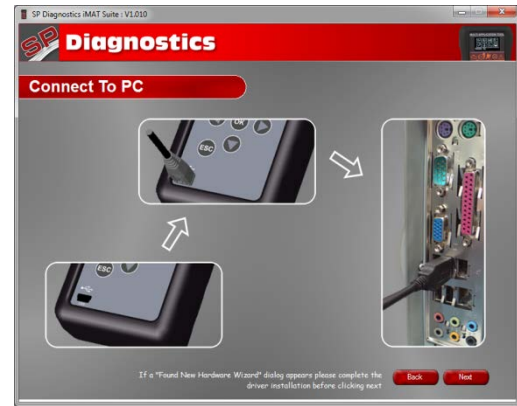 SP Diagnostics iMAT Suite : V1.010
SP Diagnostics
Connect To PC
OK
ESC
ESC
If a "Found New Hardware Wizard" dialog appears please complete the
driver installation before clicking next
Back
Next